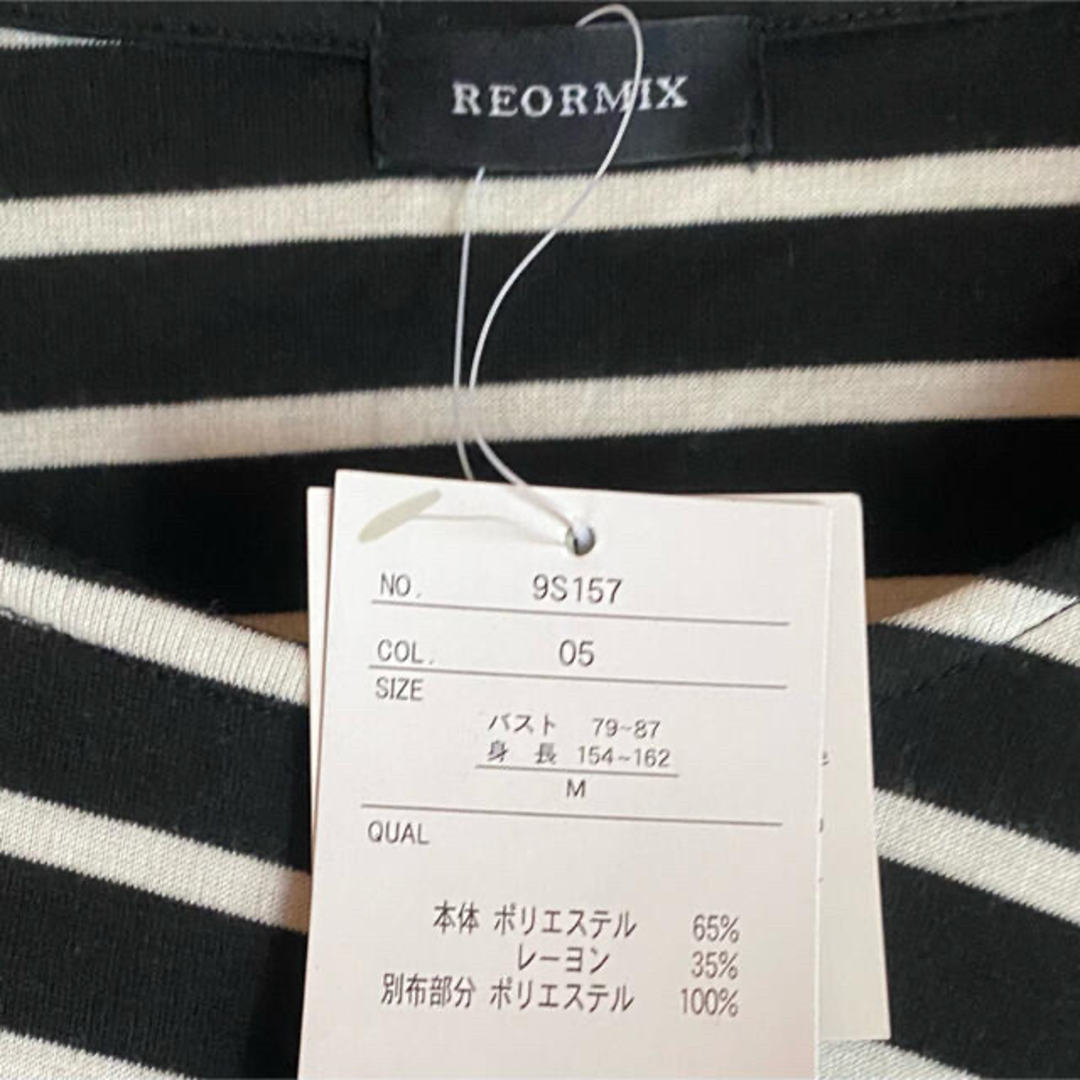 REORMIX
NO. 9S157
COL. 05
SIZE
バスト 79~87
身 長 154~162
M
QUAL
本体 ポリエステル 65%
レーヨン 35%
別布部分 ポリエステル 100%